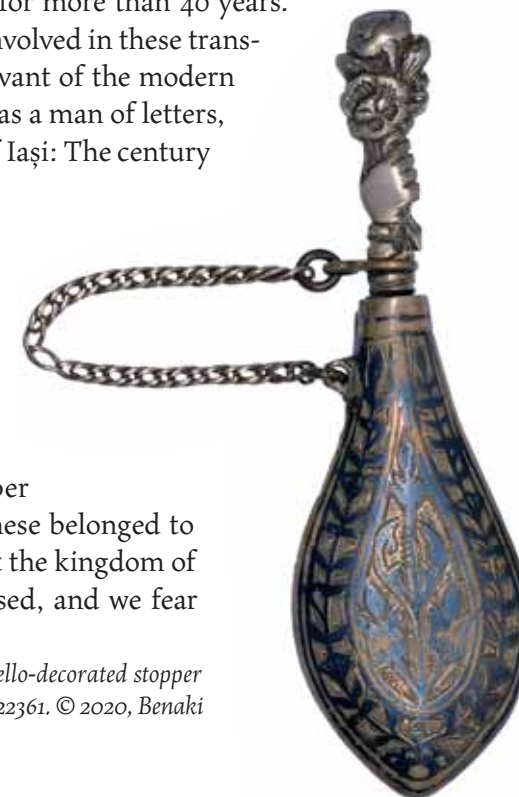 for more than 40 years.
nvolved in these trans-
vant of the modern
as a man of letters,
Iași: The century
per
hese belonged to
t the kingdom of
sed, and we fear
ello-decorated stopper
22361. © 2020, Benaki